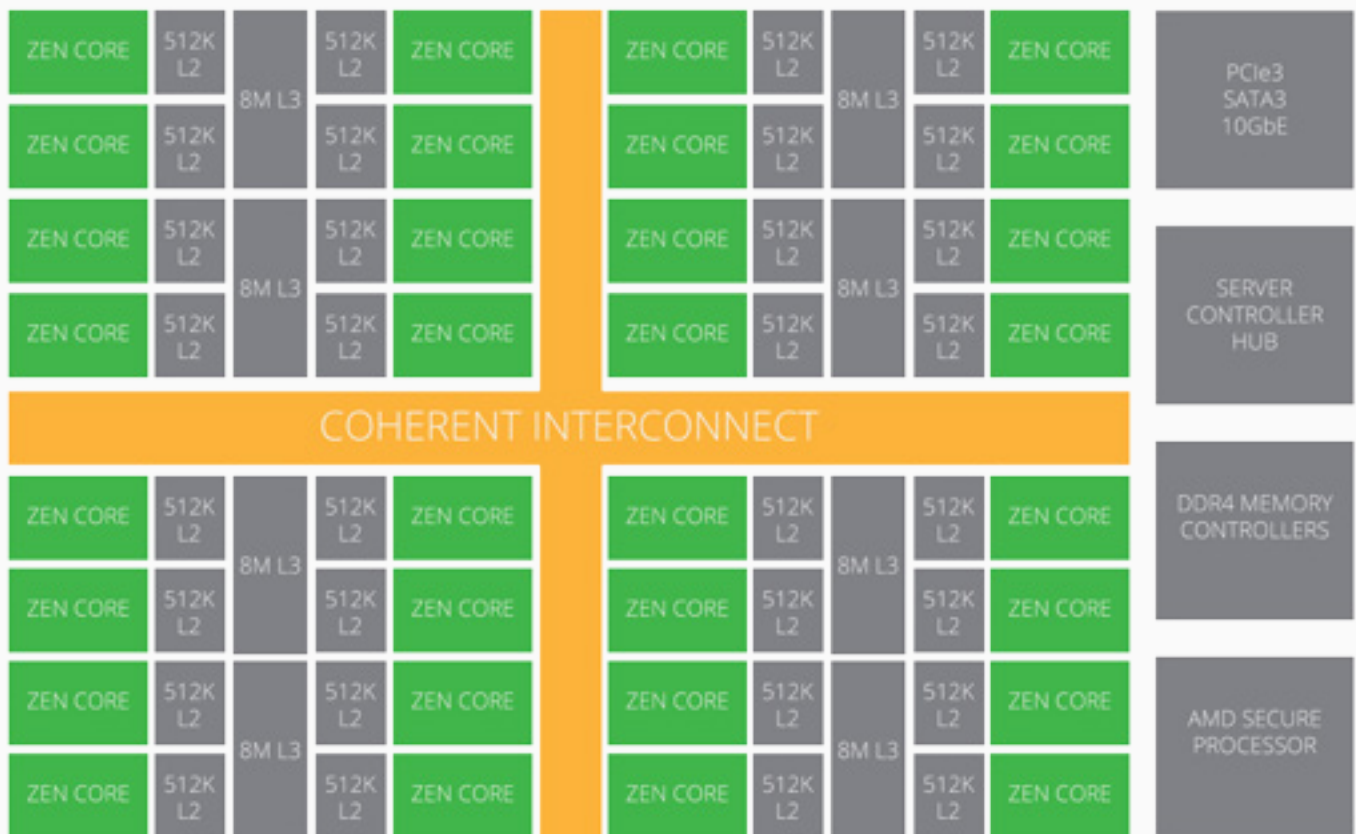 ZEN CORE 512K L2 8M L3 512K L2 ZEN CORE ZEN CORE 512K L2 8M L3 512K L2 ZEN CORE
ZEN CORE 512K L2 512K L2 ZEN CORE ZEN CORE 512K L2 512K L2 ZEN CORE
ZEN CORE 512K L2 8M L3 512K L2 ZEN CORE ZEN CORE 512K L2 8M L3 512K L2 ZEN CORE
ZEN CORE 512K L2 512K L2 ZEN CORE ZEN CORE 512K L2 512K L2 ZEN CORE
COHERENT INTERCONNECT
ZEN CORE 512K L2 8M L3 512K L2 ZEN CORE ZEN CORE 512K L2 8M L3 512K L2 ZEN CORE
ZEN CORE 512K L2 512K L2 ZEN CORE ZEN CORE 512K L2 512K L2 ZEN CORE
ZEN CORE 512K L2 8M L3 512K L2 ZEN CORE ZEN CORE 512K L2 8M L3 512K L2 ZEN CORE
ZEN CORE 512K L2 512K L2 ZEN CORE ZEN CORE 512K L2 512K L2 ZEN CORE
PCIe3
SATA3
10GbE
SERVER
CONTROLLER
HUB
DDR4 MEMORY
CONTROLLERS
AMD SECURE
PROCESSOR